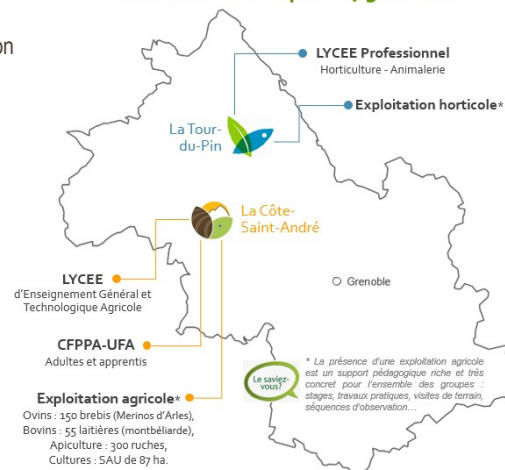 on
LYCEE Professionnel
Horticulture - Animalerie
Exploitation horticole*
La Tour-
du-Pin
La Côte-
Saint-André
LYCEE
d'Enseignement Général et
Technologique Agricole
Grenoble
CFPPA-UFA
Adultes et apprentis
Le saviez-
vous?
* La présence d'une exploitation agricole
est un support pédagogique riche et très
concret pour l'ensemble des groupes :
stages, travaux pratiques, visites de terrain,
séquences d'observation...
Exploitation agricole*
Ovins : 150 brebis (Merinos d'Arles),
Bovins : 55 laitières (montbéliarde),
Apiculture : 300 ruches,
Cultures : SAU de 87 ha.